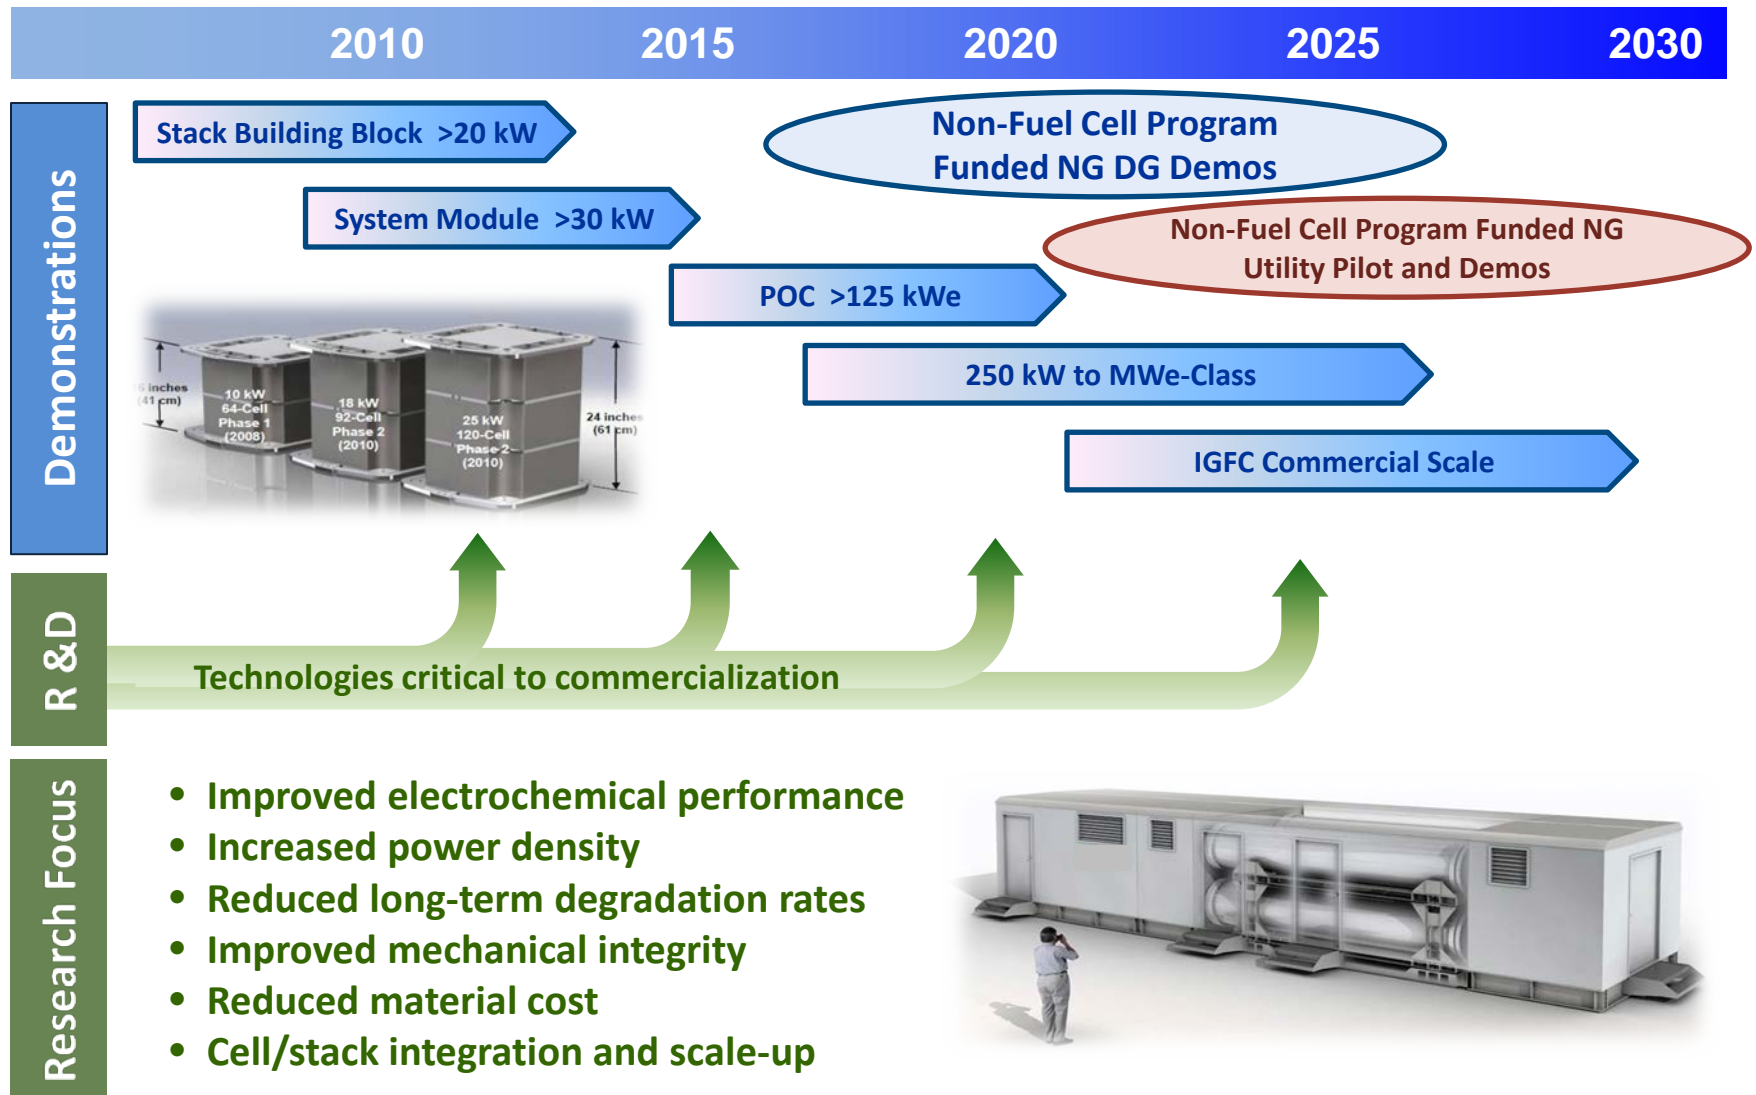 2010 2015 2020 2025 2030
Demonstrations
Stack Building Block >20 kW
Non-Fuel Cell Program
Funded NG DG Demos
System Module >30 kW
Non-Fuel Cell Program Funded NG
Utility Pilot and Demos
POC >125 kWe
250 kW to MWe-Class
IGFC Commercial Scale
inches
(41 cm)
10 kW
64-Cell
Phase 1
(2008)
18 kW
92-Cell
Phase 2
(2010)
25 kW
120-Cell
Phase 2
(2010)
24 inches
(61 cm)
R &D
Technologies critical to commercialization
Research Focus
• Improved electrochemical performance
• Increased power density
• Reduced long-term degradation rates
• Improved mechanical integrity
• Reduced material cost
• Cell/stack integration and scale-up